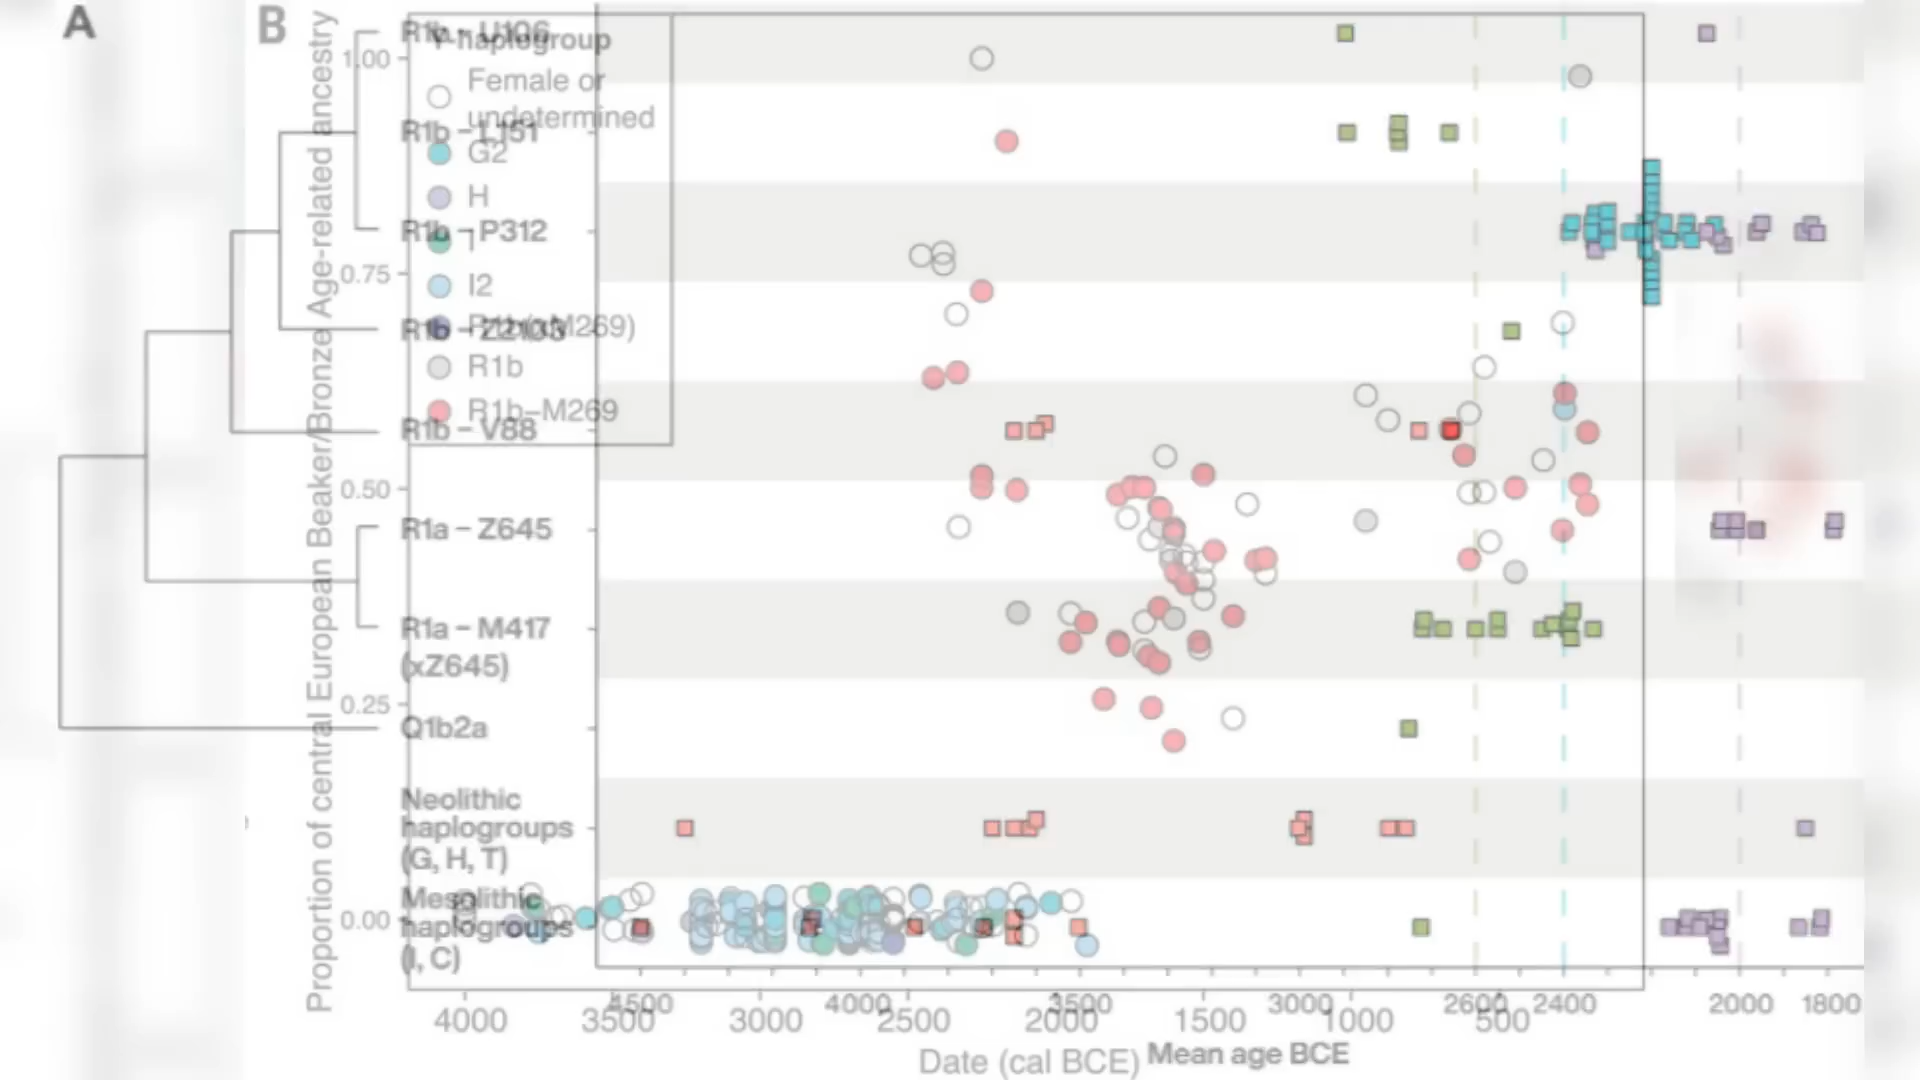 A
B
R1b - U106
Y-haplogroup
1.00
Female or
undetermined
R1b - L151
G2
H
R1b - P312
I
0.75
I2
R1b(xM269)
R1b - Z2103
R1b
R1b-M269
R1b - V88
0.50
R1a - Z645
R1a - M417
(xZ645)
0.25
Q1b2a
Neolithic
haplogroups
(G, H, T)
0.00
Mesolithic
haplogroups
(I, C)
Proportion of central European Beaker/Bronze Age-related ancestry
4500 4000 3500 3000 2600 2400 2000 1800
4000 3500 3000 2500 2000 1500 1000 500
Date (cal BCE)
Mean age BCE